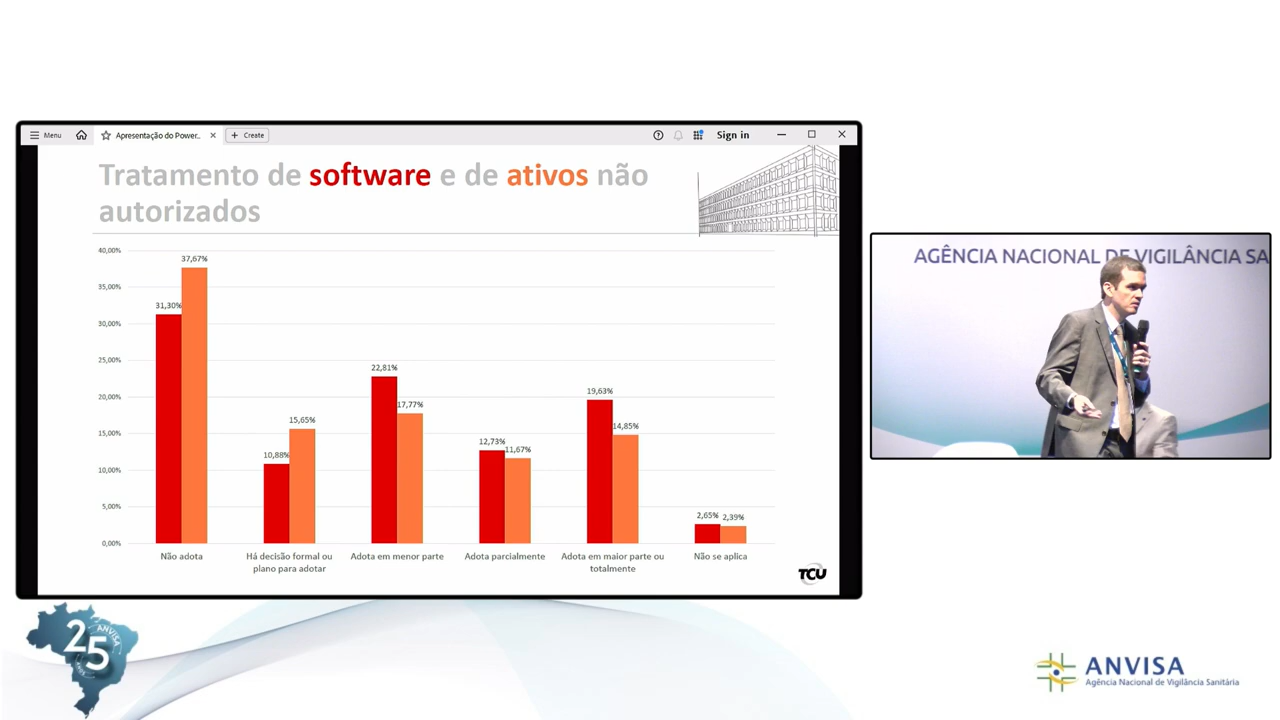 Menu
Apresentação do Power...
Create
Sign in
Tratamento de software e de ativos não
autorizados
40,00%
35,00%
30,00%
25,00%
20,00%
15,00%
10,00%
5,00%
0,00%
31,30%
37,67%
10,88%
15,65%
22,81%
17,77%
12,73%
11,67%
19,63%
14,85%
2,65%
2,39%
Não adota
Há decisão formal ou
plano para adotar
Adota em menor parte
Adota parcialmente
Adota em maior parte ou
totalmente
Não se aplica
TCU
AGÊNCIA NACIONAL DE VIGILÂNCIA SA
25
ANVISA
ANOS
ANVISA
Agência Nacional de Vigilância Sanitária